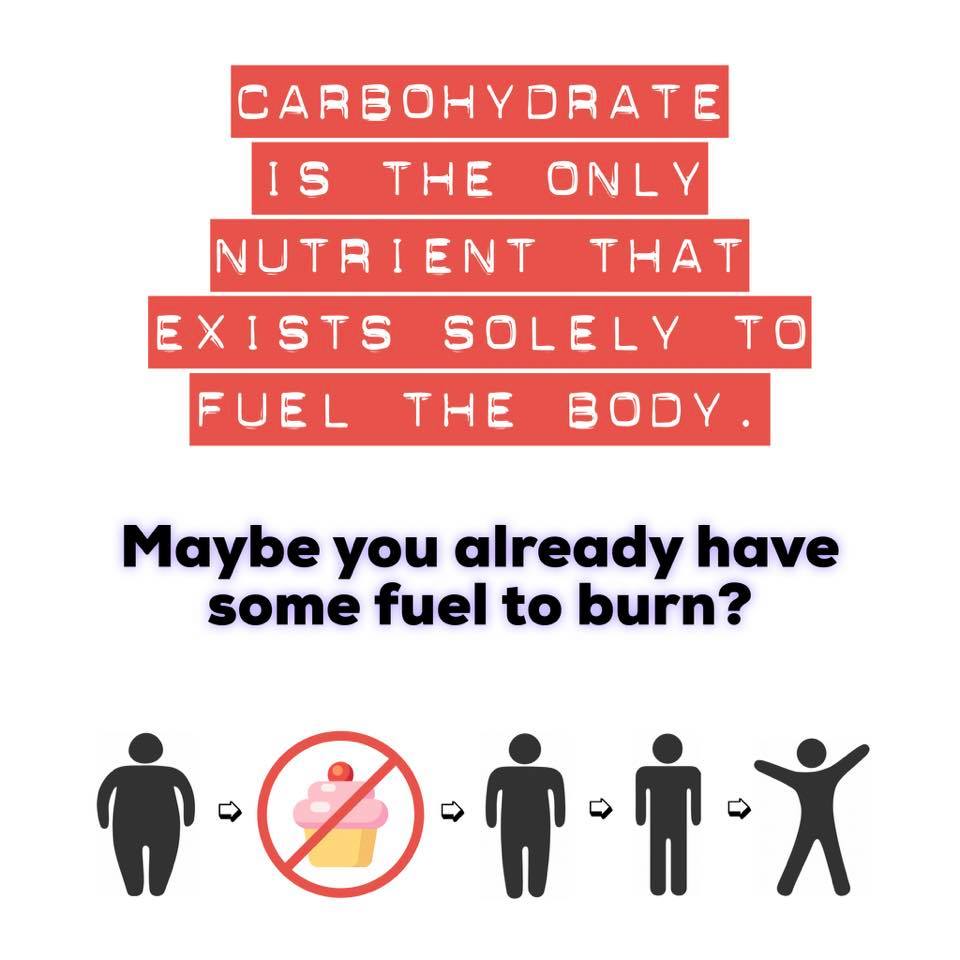 CARBOHYDRATE
IS THE ONLY
NUTRIENT THAT
EXISTS SOLELY TO
FUEL THE BODY.
Maybe you already have
some fuel to burn?